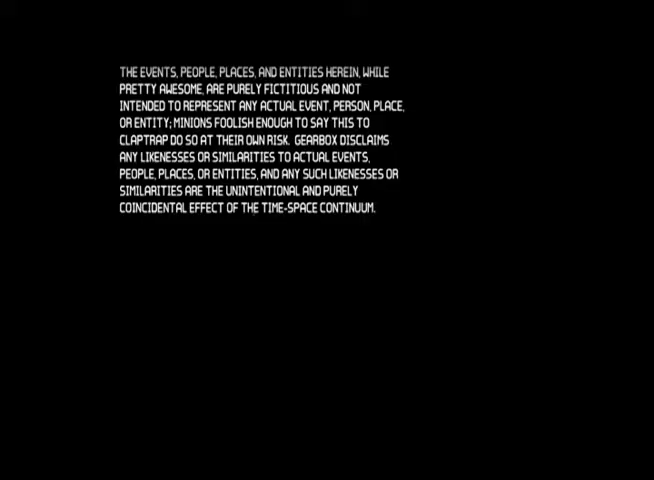 THE EVENTS, PEOPLE, PLACES, AND ENTITIES HEREIN, WHILE
PRETTY AWESOME, ARE PURELY FICTITIOUS AND NOT
INTENDED TO REPRESENT ANY ACTUAL EVENT, PERSON, PLACE,
OR ENTITY; MINIONS FOOLISH ENOUGH TO SAY THIS TO
CLAPTRAP DO SO AT THEIR OWN RISK. GEARBOX DISCLAIMS
ANY LIKENESSES OR SIMILARITIES TO ACTUAL EVENTS,
PEOPLE, PLACES, OR ENTITIES, AND ANY SUCH LIKENESSES OR
SIMILARITIES ARE THE UNINTENTIONAL AND PURELY
COINCIDENTAL EFFECT OF THE TIME-SPACE CONTINUUM.